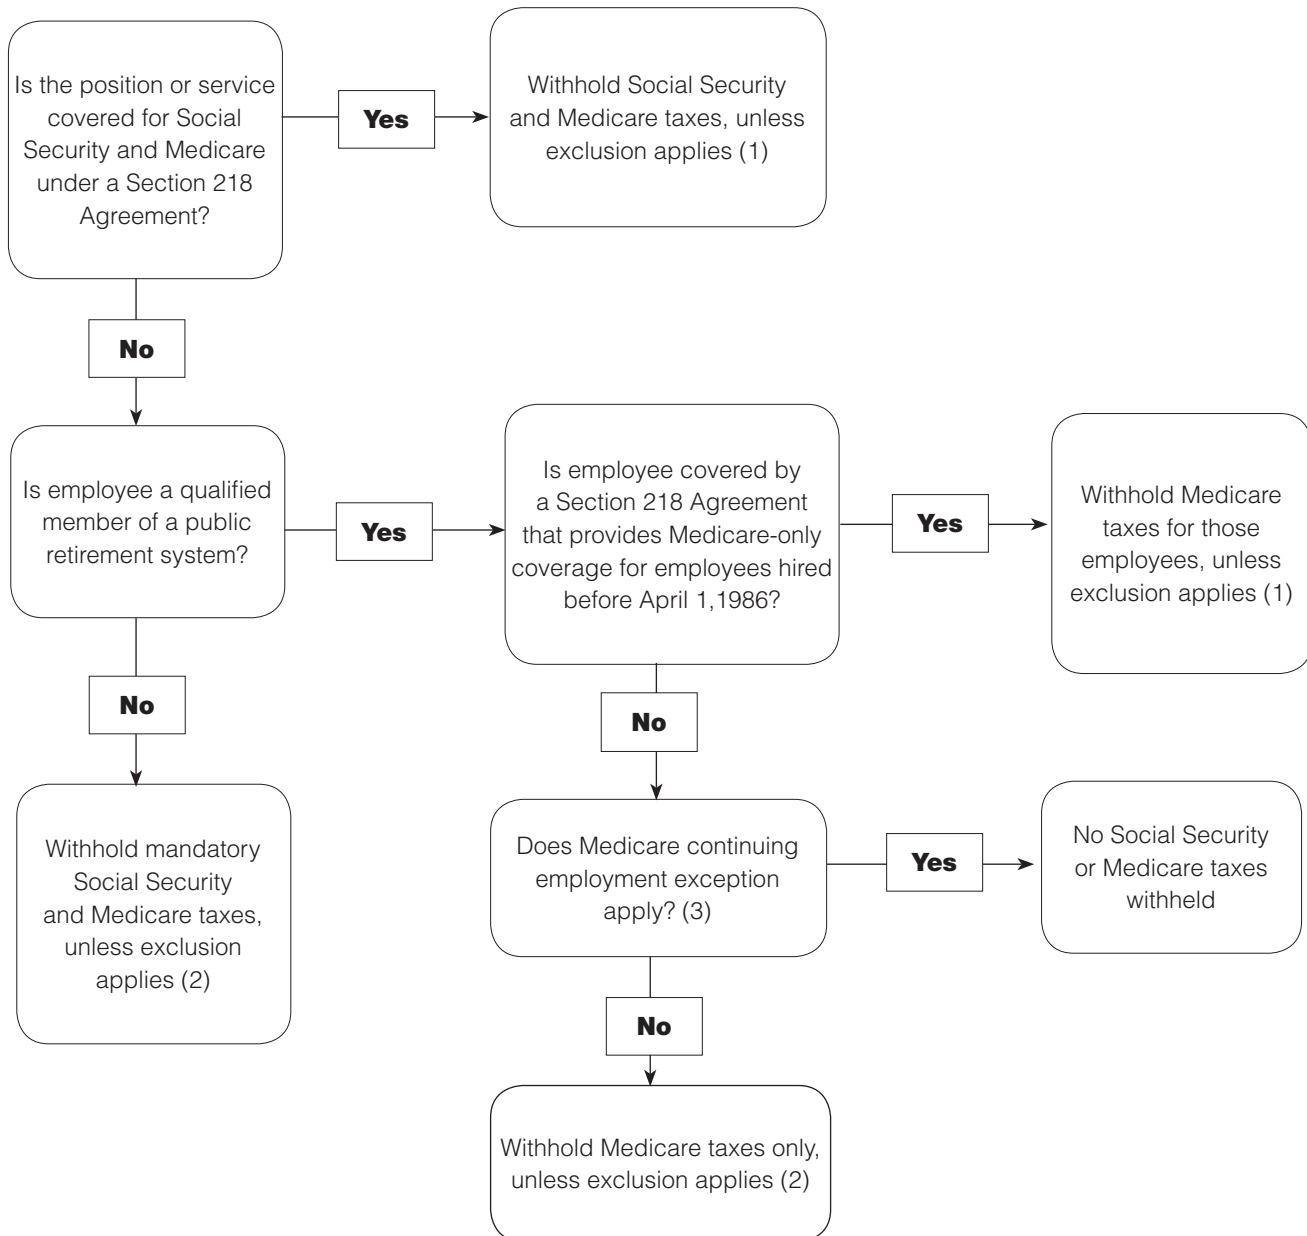 Is the position or service
covered for Social
Security and Medicare
under a Section 218
Agreement?
Yes
Withhold Social Security
and Medicare taxes, unless
exclusion applies (1)
No
Is employee a qualified
member of a public
retirement system?
Yes
Is employee covered by
a Section 218 Agreement
that provides Medicare-only
coverage for employees hired
before April 1,1986?
Yes
Withhold Medicare
taxes for those
employees, unless
exclusion applies (1)
No
Withhold mandatory
Social Security
and Medicare taxes,
unless exclusion
applies (2)
No
Does Medicare continuing
employment exception
apply? (3)
Yes
No Social Security
or Medicare taxes
withheld
No
Withhold Medicare taxes only,
unless exclusion applies (2)